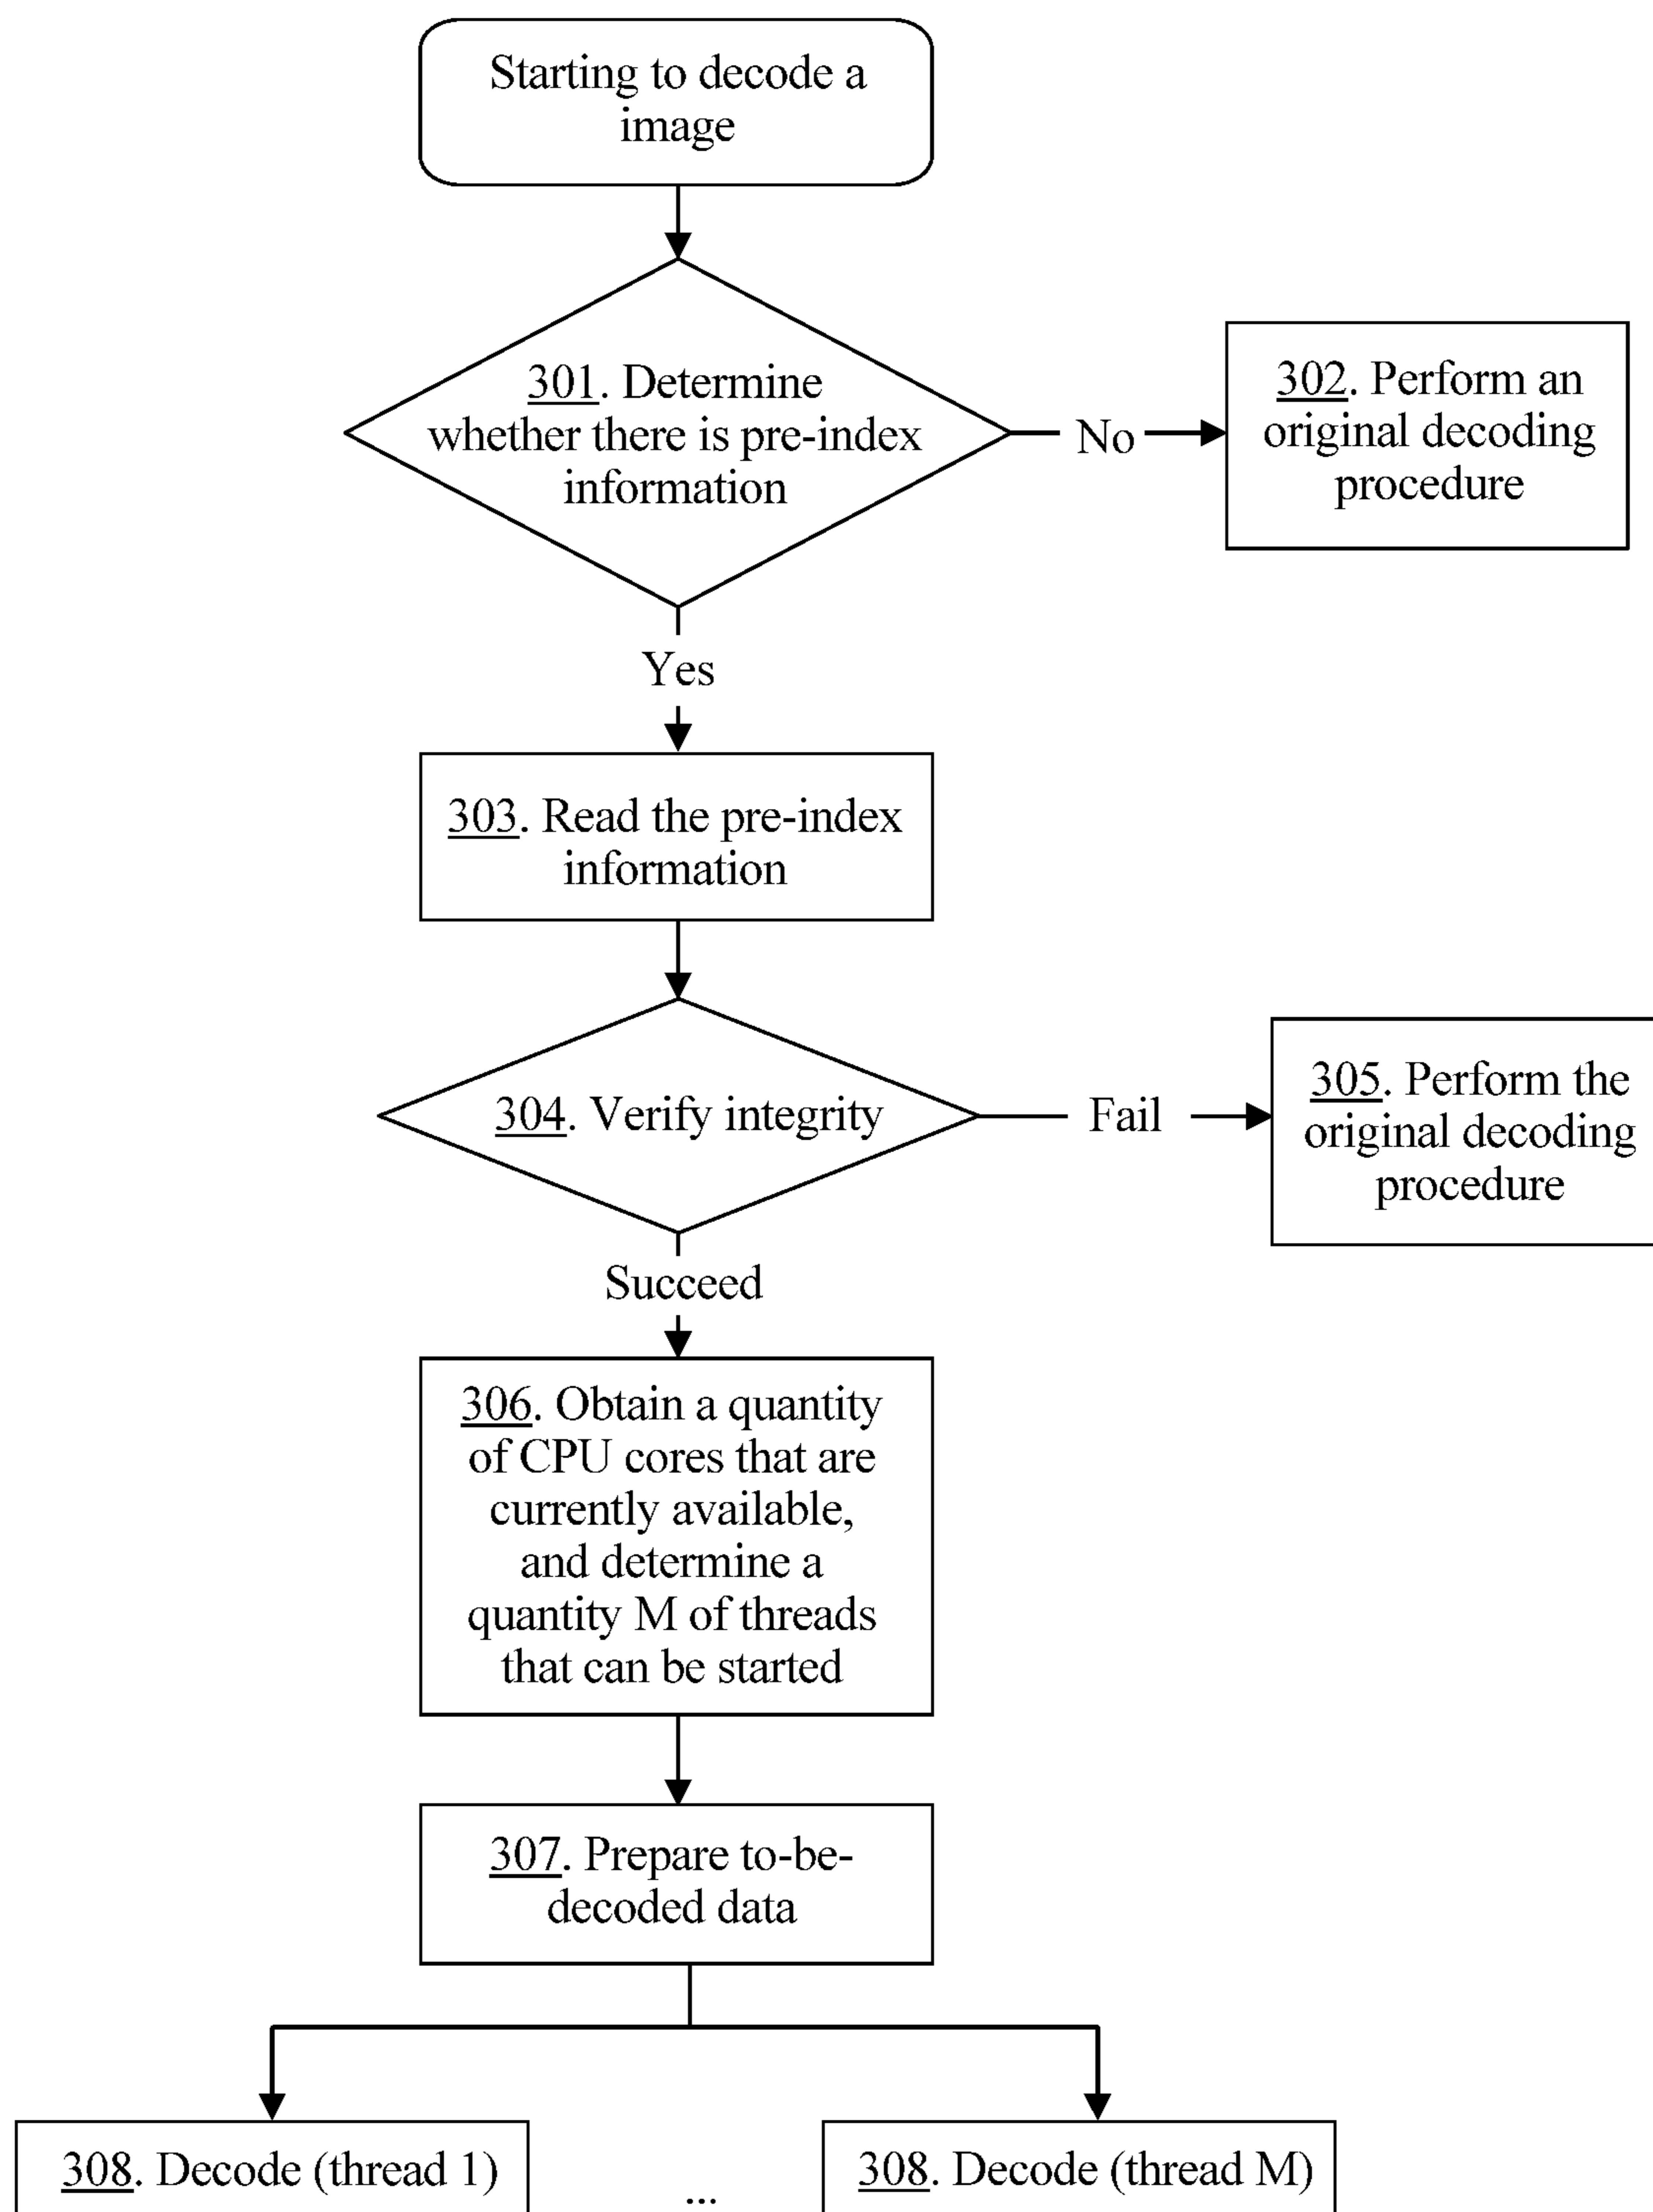 Starting to decode a
image
301. Determine
whether there is pre-index
information
No
302. Perform an
original decoding
procedure
Yes
303. Read the pre-index
information
304. Verify integrity
Fail
305. Perform the
original decoding
procedure
Succeed
306. Obtain a quantity
of CPU cores that are
currently available,
and determine a
quantity M of threads
that can be started
307. Prepare to-be-
decoded data
308. Decode (thread 1)
...
308. Decode (thread M)